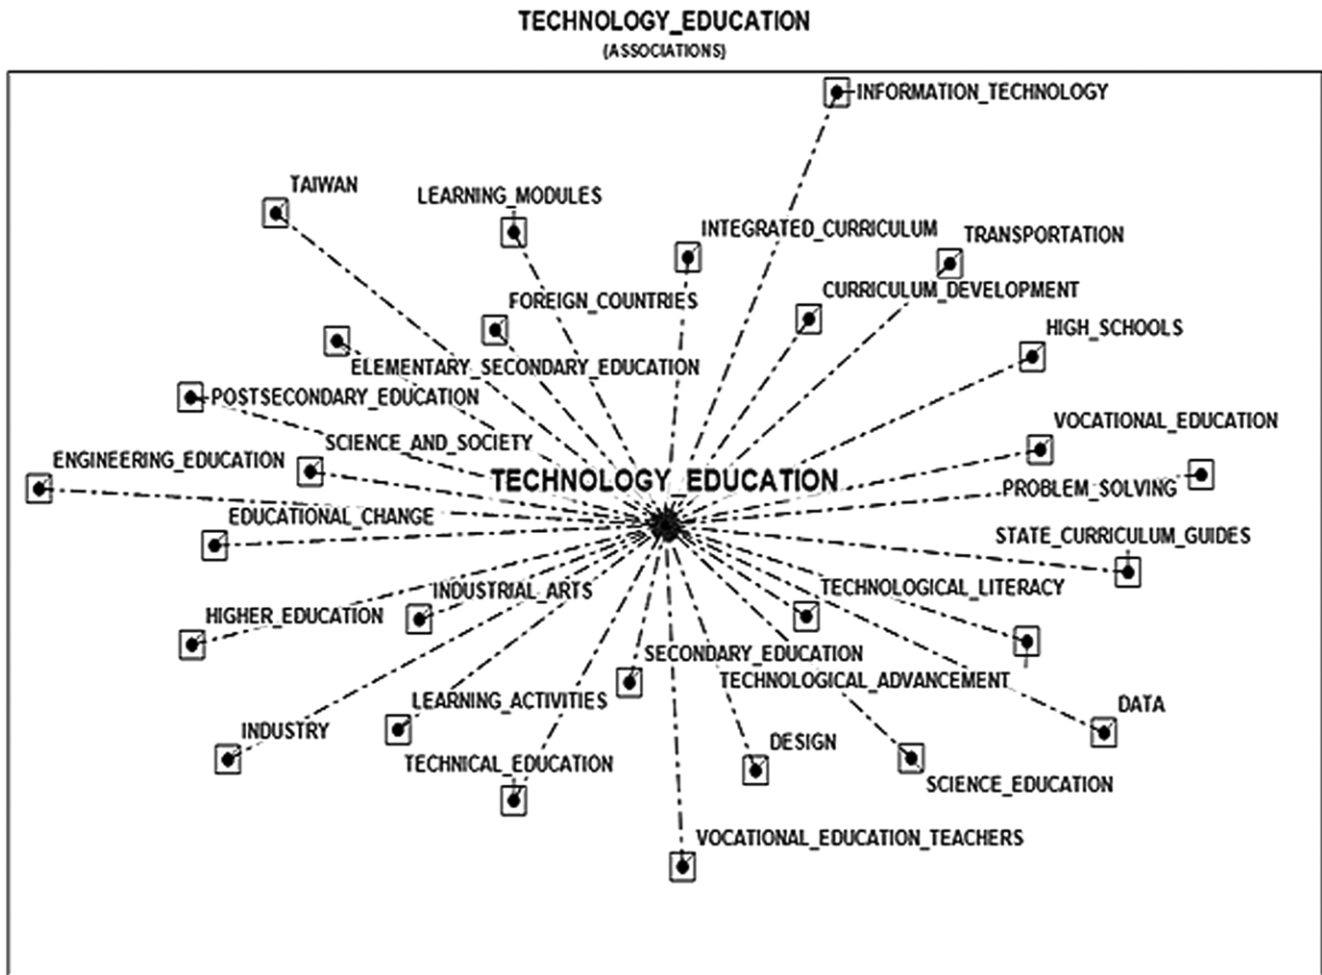 TECHNOLOGY_EDUCATION
(ASSOCIATIONS)
INFORMATION_TECHNOLOGY
TAIWAN
LEARNING_MODULES
INTEGRATED_CURRICULUM
TRANSPORTATION
CURRICULUM_DEVELOPMENT
FOREIGN_COUNTRIES
HIGH_SCHOOLS
ELEMENTARY_SECONDARY_EDUCATION
POSTSECONDARY_EDUCATION
VOCATIONAL_EDUCATION
SCIENCE_AND_SOCIETY
ENGINEERING_EDUCATION
TECHNOLOGY_EDUCATION
PROBLEM_SOLVING
EDUCATIONAL_CHANGE
STATE_CURRICULUM_GUIDES
TECHNOLOGICAL_LITERACY
INDUSTRIAL_ARTS
HIGHER_EDUCATION
SECONDARY_EDUCATION
TECHNOLOGICAL_ADVANCEMENT
LEARNING_ACTIVITIES
DATA
INDUSTRY
DESIGN
TECHNICAL_EDUCATION
SCIENCE_EDUCATION
VOCATIONAL_EDUCATION_TEACHERS